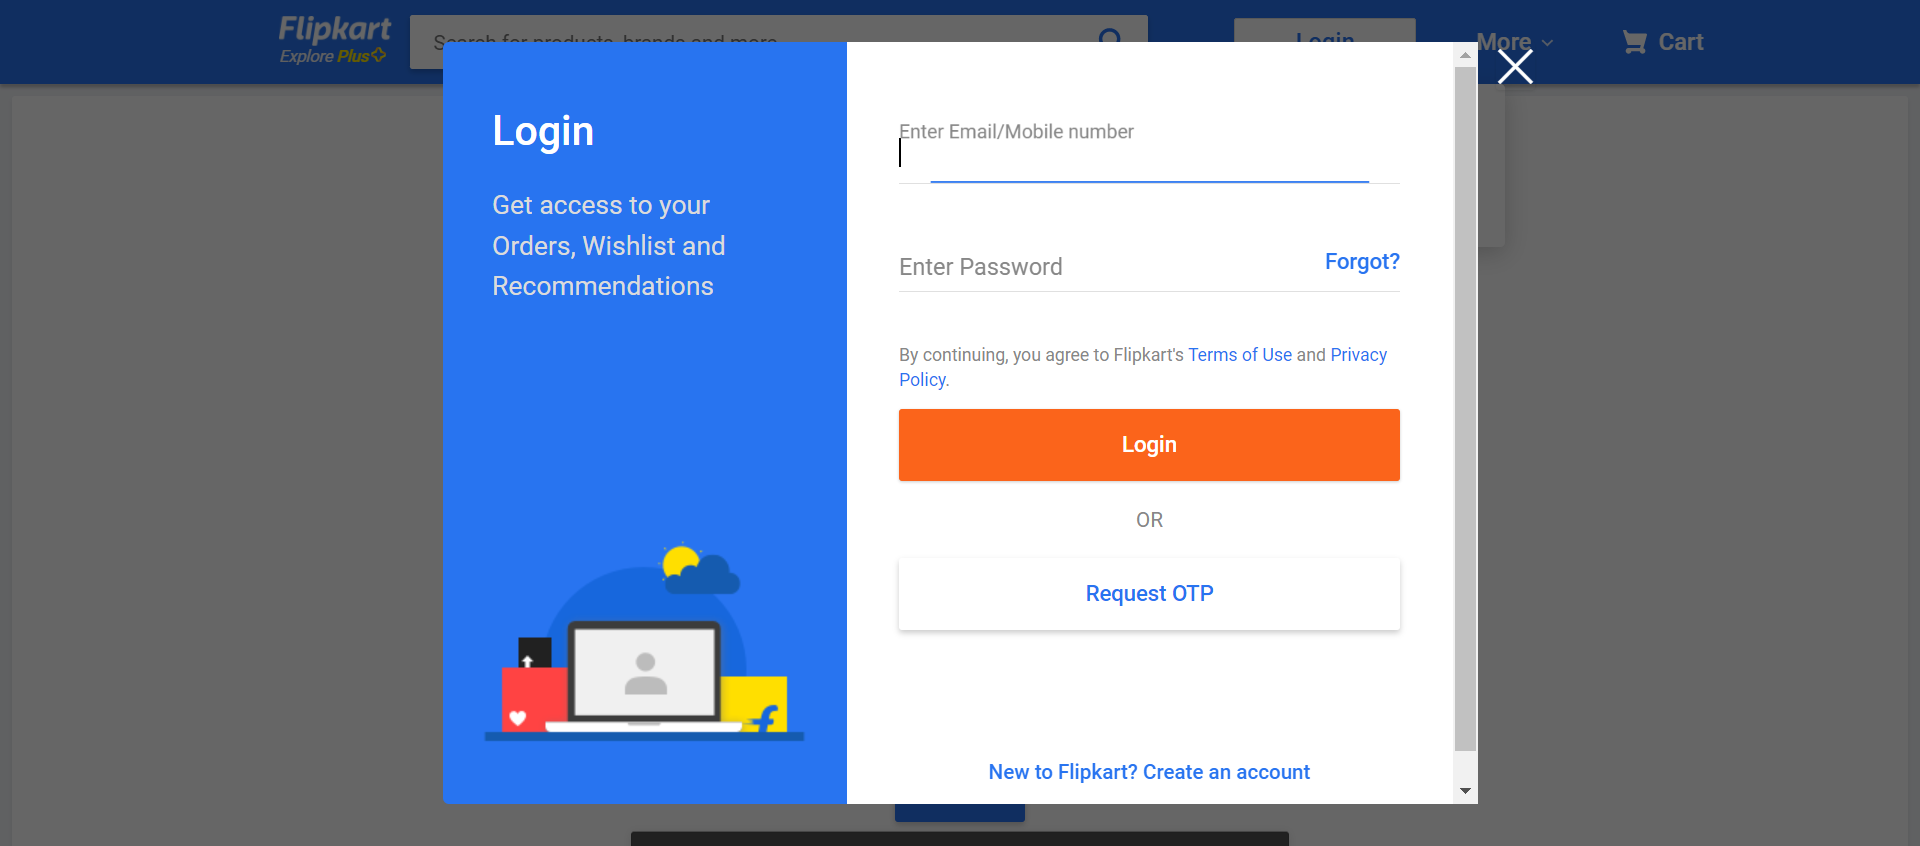 Flipkart
Explore Plus
Search for products, brands and more
Login
More
Cart
Login
Get access to your
Orders, Wishlist and
Recommendations
Enter Email/Mobile number
Enter Password
Forgot?
By continuing, you agree to Flipkart's Terms of Use and Privacy
Policy.
Login
OR
Request OTP
New to Flipkart? Create an account